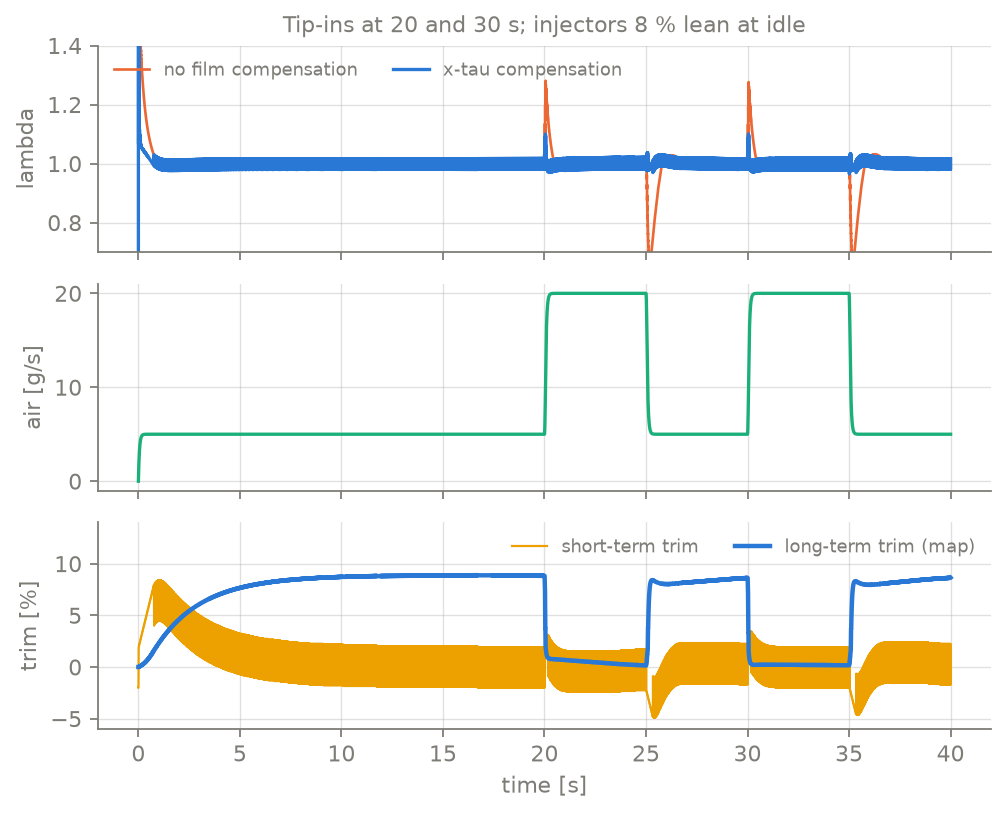 Tip-ins at 20 and 30 s; injectors 8 % lean at idle
1.4
1.2
1.0
0.8
lambda
no film compensation
x-tau compensation
20
10
0
air [g/s]
10
5
0
−5
trim [%]
short-term trim
long-term trim (map)
0 5 10 15 20 25 30 35 40
time [s]